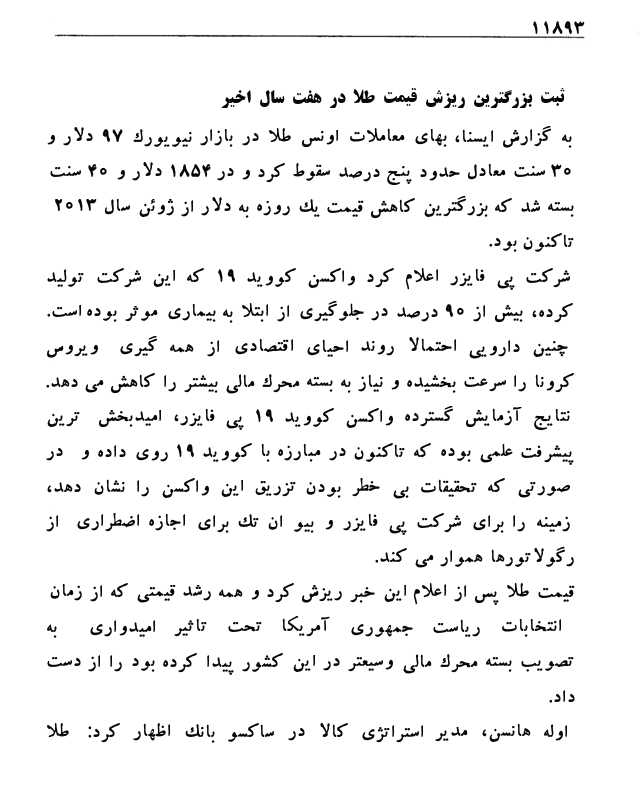 ۱۱۸۹۳
ثبت بزرگترین ریزش قیمت طلا در هفت سال اخیر
به گزارش ایسنا، بهای معاملات اونس طلا در بازار نیویورک ۹۷ دلار و
۳۰ سنت معادل حدود پنج درصد سقوط کرد و در ۱۸۵۴ دلار و ۴۰ سنت
بسته شد که بزرگترین کاهش قیمت یک روزه به دلار از ژوئن سال ۲۰۱۳
تاکنون بود.
شرکت پی فایزر اعلام کرد واکسن کووید ۱۹ که این شرکت تولید
کرده، بیش از ۹۰ درصد در جلوگیری از ابتلا به بیماری موثر بوده است.
چنین دارویی احتمالا روند احیای اقتصادی از همه گیری ویروس
کرونا را سرعت بخشیده و نیاز به بسته محرک مالی بیشتر را کاهش می دهد.
نتایج آزمایش گسترده واکسن کووید ۱۹ پی فایزر، امیدبخش ترین
پیشرفت علمی بوده که تاکنون در مبارزه با کووید ۱۹ روی داده و در
صورتی که تحقیقات بی خطر بودن تزریق این واکسن را نشان دهد،
زمینه را برای شرکت پی فایزر و بیو ان تک برای اجازه اضطراری از
رگولاتورها هموار می کند.
قیمت طلا پس از اعلام این خبر ریزش کرد و همه رشد قیمتی که از زمان
انتخابات ریاست جمهوری آمریکا تحت تاثیر امیدواری به
تصویب بسته محرک مالی وسیعتر در این کشور پیدا کرده بود را از دست
داد.
اوله هانسن، مدیر استراتژی کالا در ساکسو بانک اظهار کرد: طلا